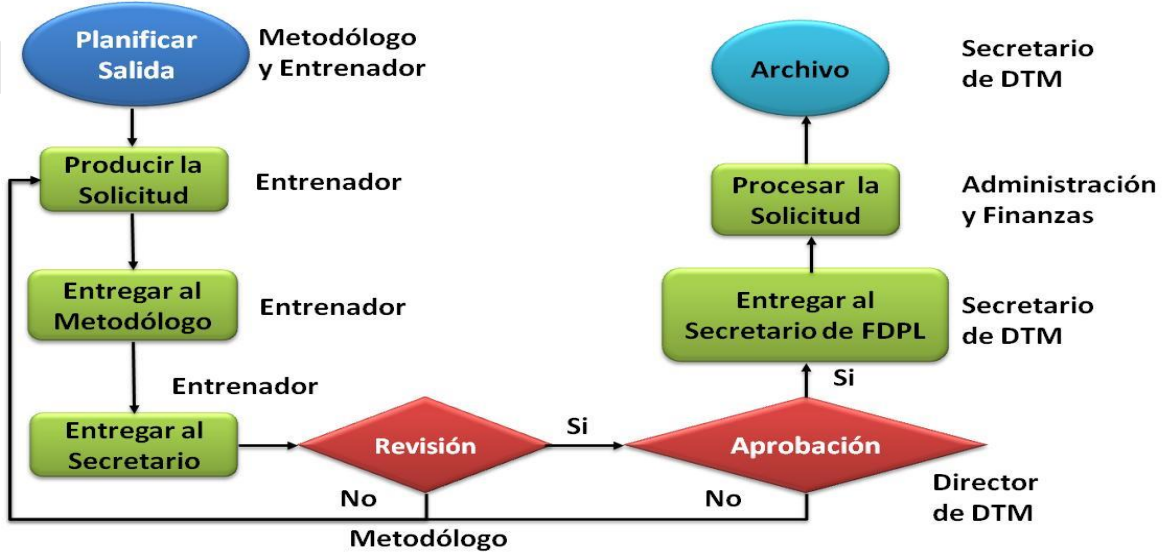 Planificar
Salida
Metodólogo
y Entrenador
Producir la
Solicitud
Entrenador
Entregar al
Metodólogo
Entrenador
Entrenador
Entregar al
Secretario
Revisión
Si
No
Metodólogo
Aprobación
No
Director
de DTM
Si
Entregar al
Secretario de FDPL
Secretario
de DTM
Procesar la
Solicitud
Administración
y Finanzas
Archivo
Secretario
de DTM